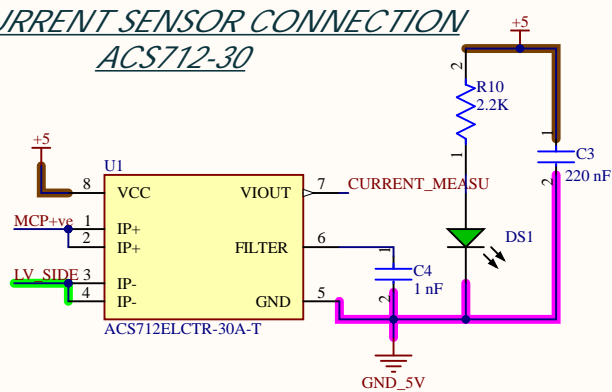 URRENT SENSOR CONNECTION
ACS712-30
+5
2
R10
2.2K
1
1
C3
220 nF
2
+5
U1
8
VCC
VIOUT
7
CURRENT_MEASU
MCP+ve
1
IP+
2
IP+
FILTER
6
1
C4
1 nF
2
DS1
LV_SIDE
3
IP-
4
IP-
GND
5
ACS712ELCTR-30A-T
GND_5V